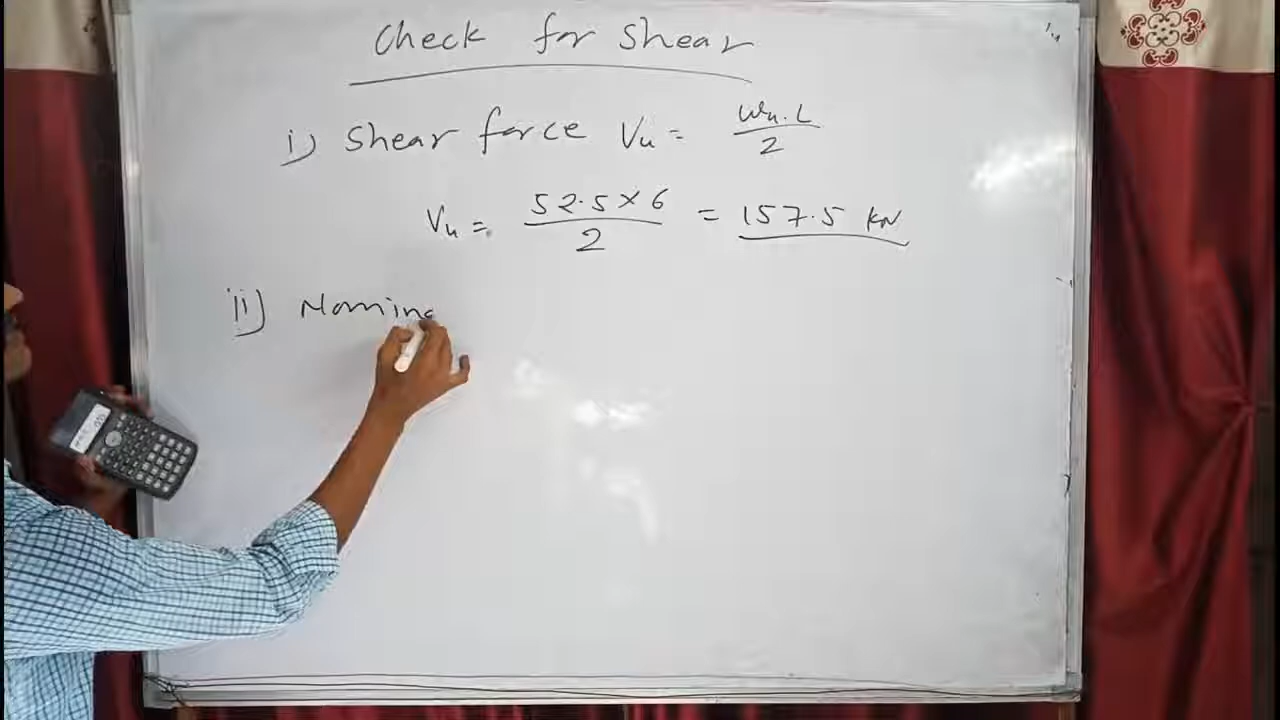 Check for Shear
i) Shear force Vu = Wu.L/2
Vu = 52.5×6/2 = 157.5 kN
ii) Nomina